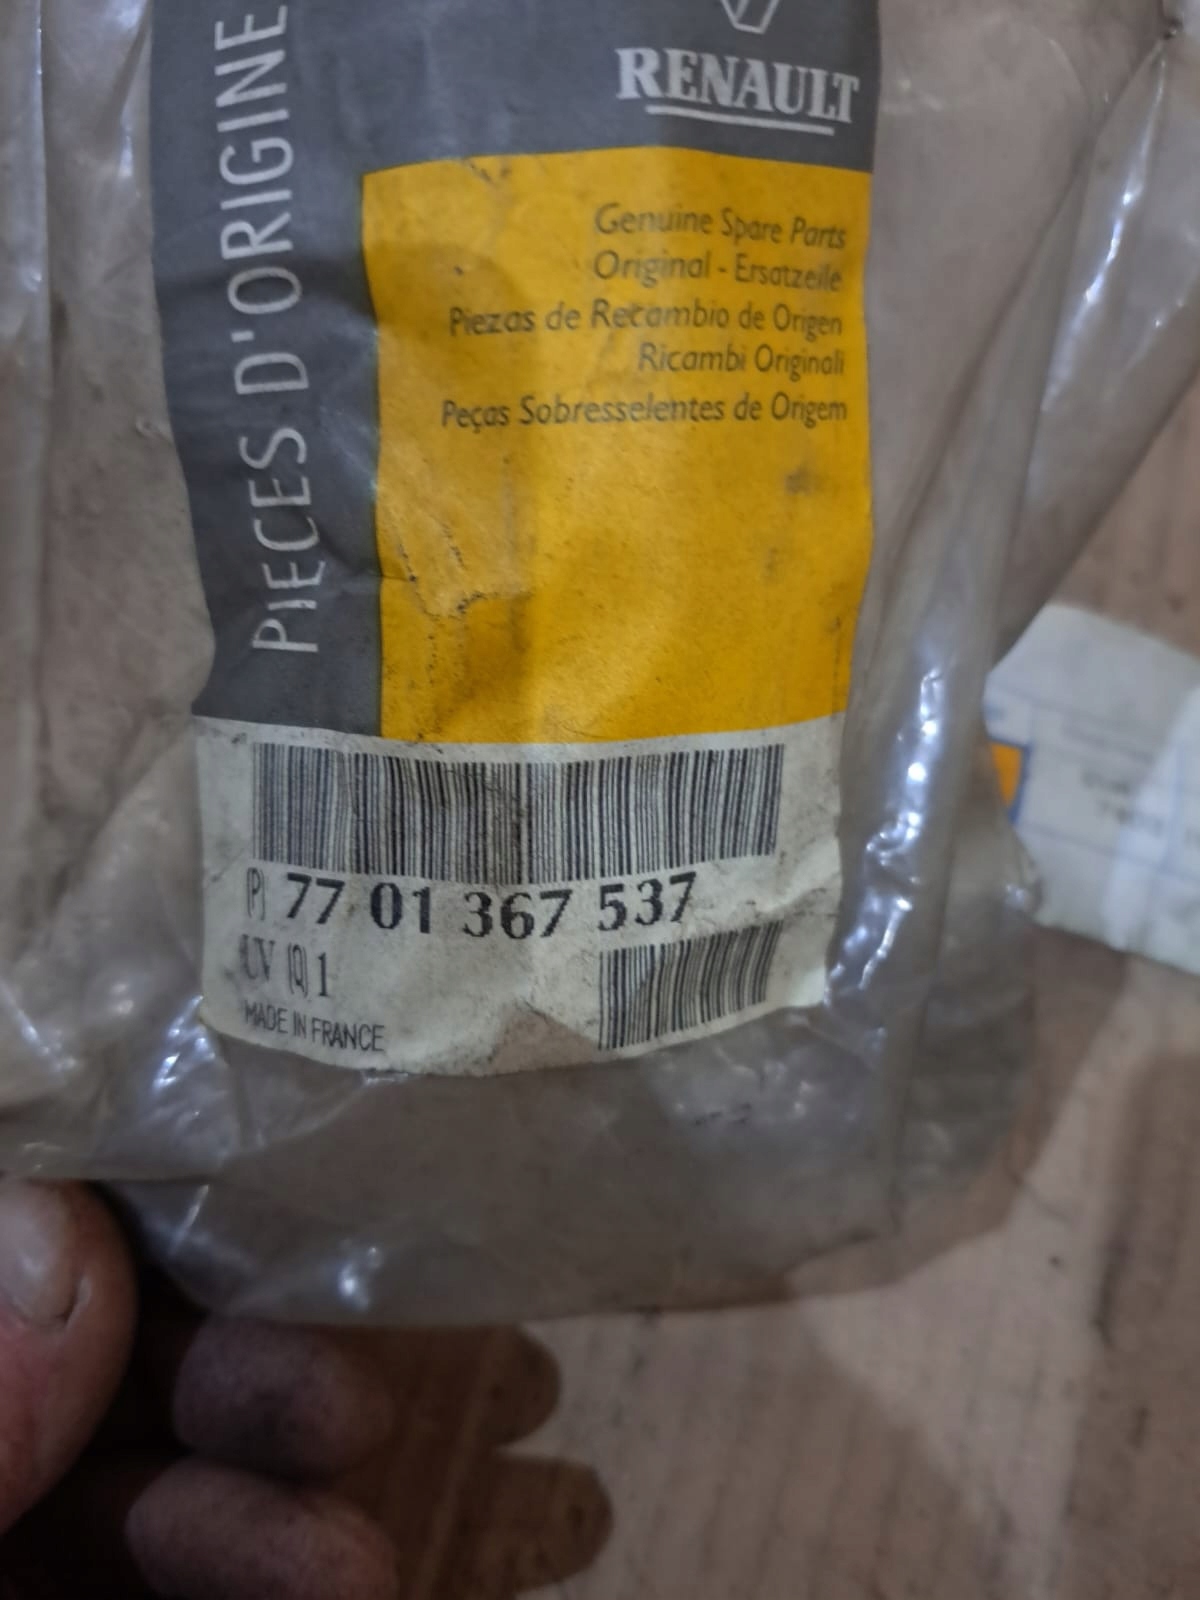 RENAULT
PIECES D'ORIGINE
Genuine Spare Parts
Original - Ersatzeile
Piezas de Recambio de Origen
Ricambi Originali
Peças Sobresselentes de Origem
(P) 77 01 367 537
UV (Q) 1
MADE IN FRANCE